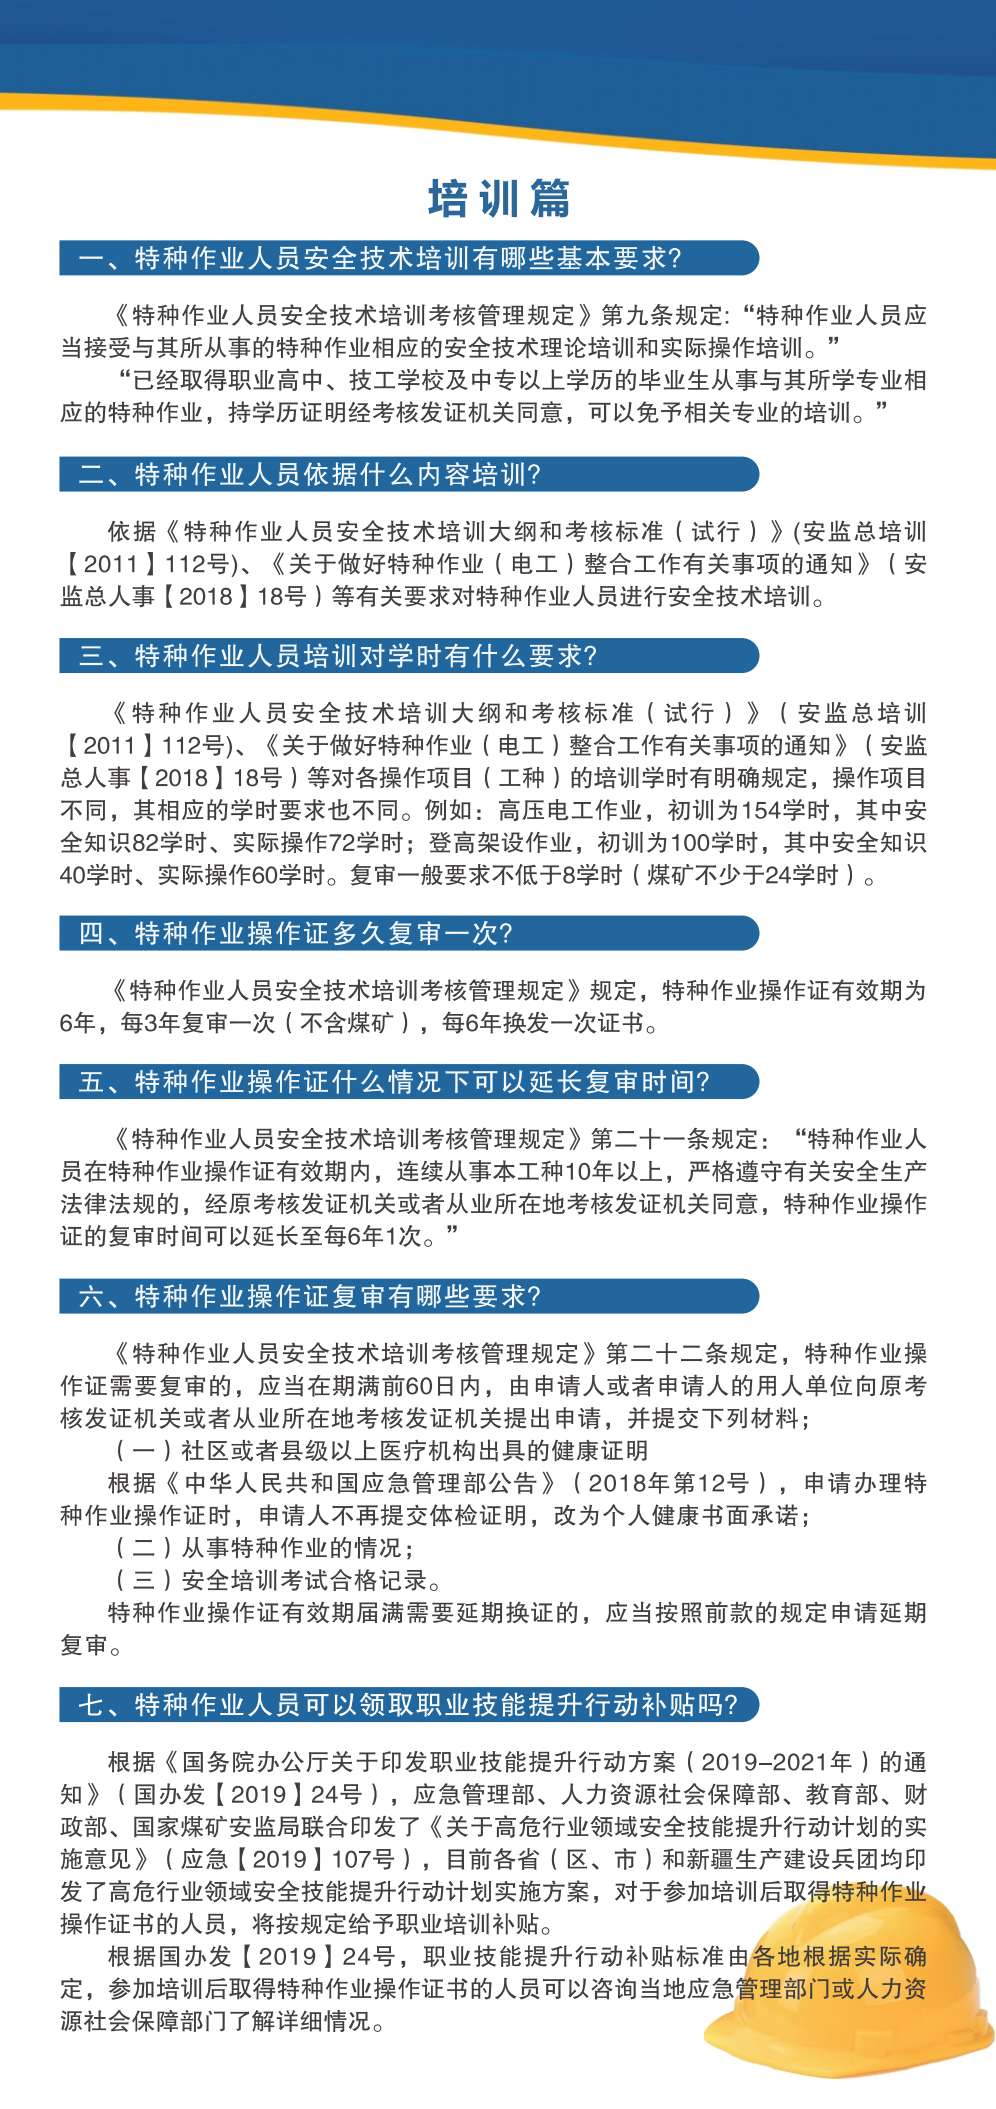 培训篇
一、特种作业人员安全技术培训有哪些基本要求?
《特种作业人员安全技术培训考核管理规定》第九条规定:“特种作业人员应
当接受与其所从事的特种作业相应的安全技术理论培训和实际操作培训。”
“已经取得职业高中、技工学校及中专以上学历的毕业生从事与其所学专业相
应的特种作业，持学历证明经考核发证机关同意，可以免予相关专业的培训。”
二、特种作业人员依据什么内容培训?
依据《特种作业人员安全技术培训大纲和考核标准（试行）》(安监总培训
【2011】112号)、《关于做好特种作业（电工）整合工作有关事项的通知》（安
监总人事【2018】18号）等有关要求对特种作业人员进行安全技术培训。
三、特种作业人员培训对学时有什么要求?
《特种作业人员安全技术培训大纲和考核标准（试行）》（安监总培训
【2011】112号)、《关于做好特种作业（电工）整合工作有关事项的通知》（安监
总人事【2018】18号）等对各操作项目（工种）的培训学时有明确规定，操作项目
不同，其相应的学时要求也不同。例如：高压电工作业，初训为154学时，其中安
全知识82学时、实际操作72学时；登高架设作业，初训为100学时，其中安全知识
40学时、实际操作60学时。复审一般要求不低于8学时（煤矿不少于24学时）。
四、特种作业操作证多久复审一次?
《特种作业人员安全技术培训考核管理规定》规定，特种作业操作证有效期为
6年，每3年复审一次（不含煤矿），每6年换发一次证书。
五、特种作业操作证什么情况下可以延长复审时间?
《特种作业人员安全技术培训考核管理规定》第二十一条规定：“特种作业人
员在特种作业操作证有效期内，连续从事本工种10年以上，严格遵守有关安全生产
法律法规的，经原考核发证机关或者从业所在地考核发证机关同意，特种作业操作
证的复审时间可以延长至每6年1次。”
六、特种作业操作证复审有哪些要求?
《特种作业人员安全技术培训考核管理规定》第二十二条规定，特种作业操
作证需要复审的，应当在期满前60日内，由申请人或者申请人的用人单位向原考
核发证机关或者从业所在地考核发证机关提出申请，并提交下列材料；
（一）社区或者县级以上医疗机构出具的健康证明
根据《中华人民共和国应急管理部公告》（2018年第12号），申请办理特
种作业操作证时，申请人不再提交体检证明，改为个人健康书面承诺；
（二）从事特种作业的情况；
（三）安全培训考试合格记录。
特种作业操作证有效期届满需要延期换证的，应当按照前款的规定申请延期
复审。
七、特种作业人员可以领取职业技能提升行动补贴吗?
根据《国务院办公厅关于印发职业技能提升行动方案（2019–2021年）的通
知》（国办发【2019】24号），应急管理部、人力资源社会保障部、教育部、财
政部、国家煤矿安监局联合印发了《关于高危行业领域安全技能提升行动计划的实
施意见》（应急【2019】107号），目前各省（区、市）和新疆生产建设兵团均印
发了高危行业领域安全技能提升行动计划实施方案，对于参加培训后取得特种作业
操作证书的人员，将按规定给予职业培训补贴。
根据国办发【2019】24号，职业技能提升行动补贴标准由各地根据实际确
定，参加培训后取得特种作业操作证书的人员可以咨询当地应急管理部门或人力资
源社会保障部门了解详细情况。